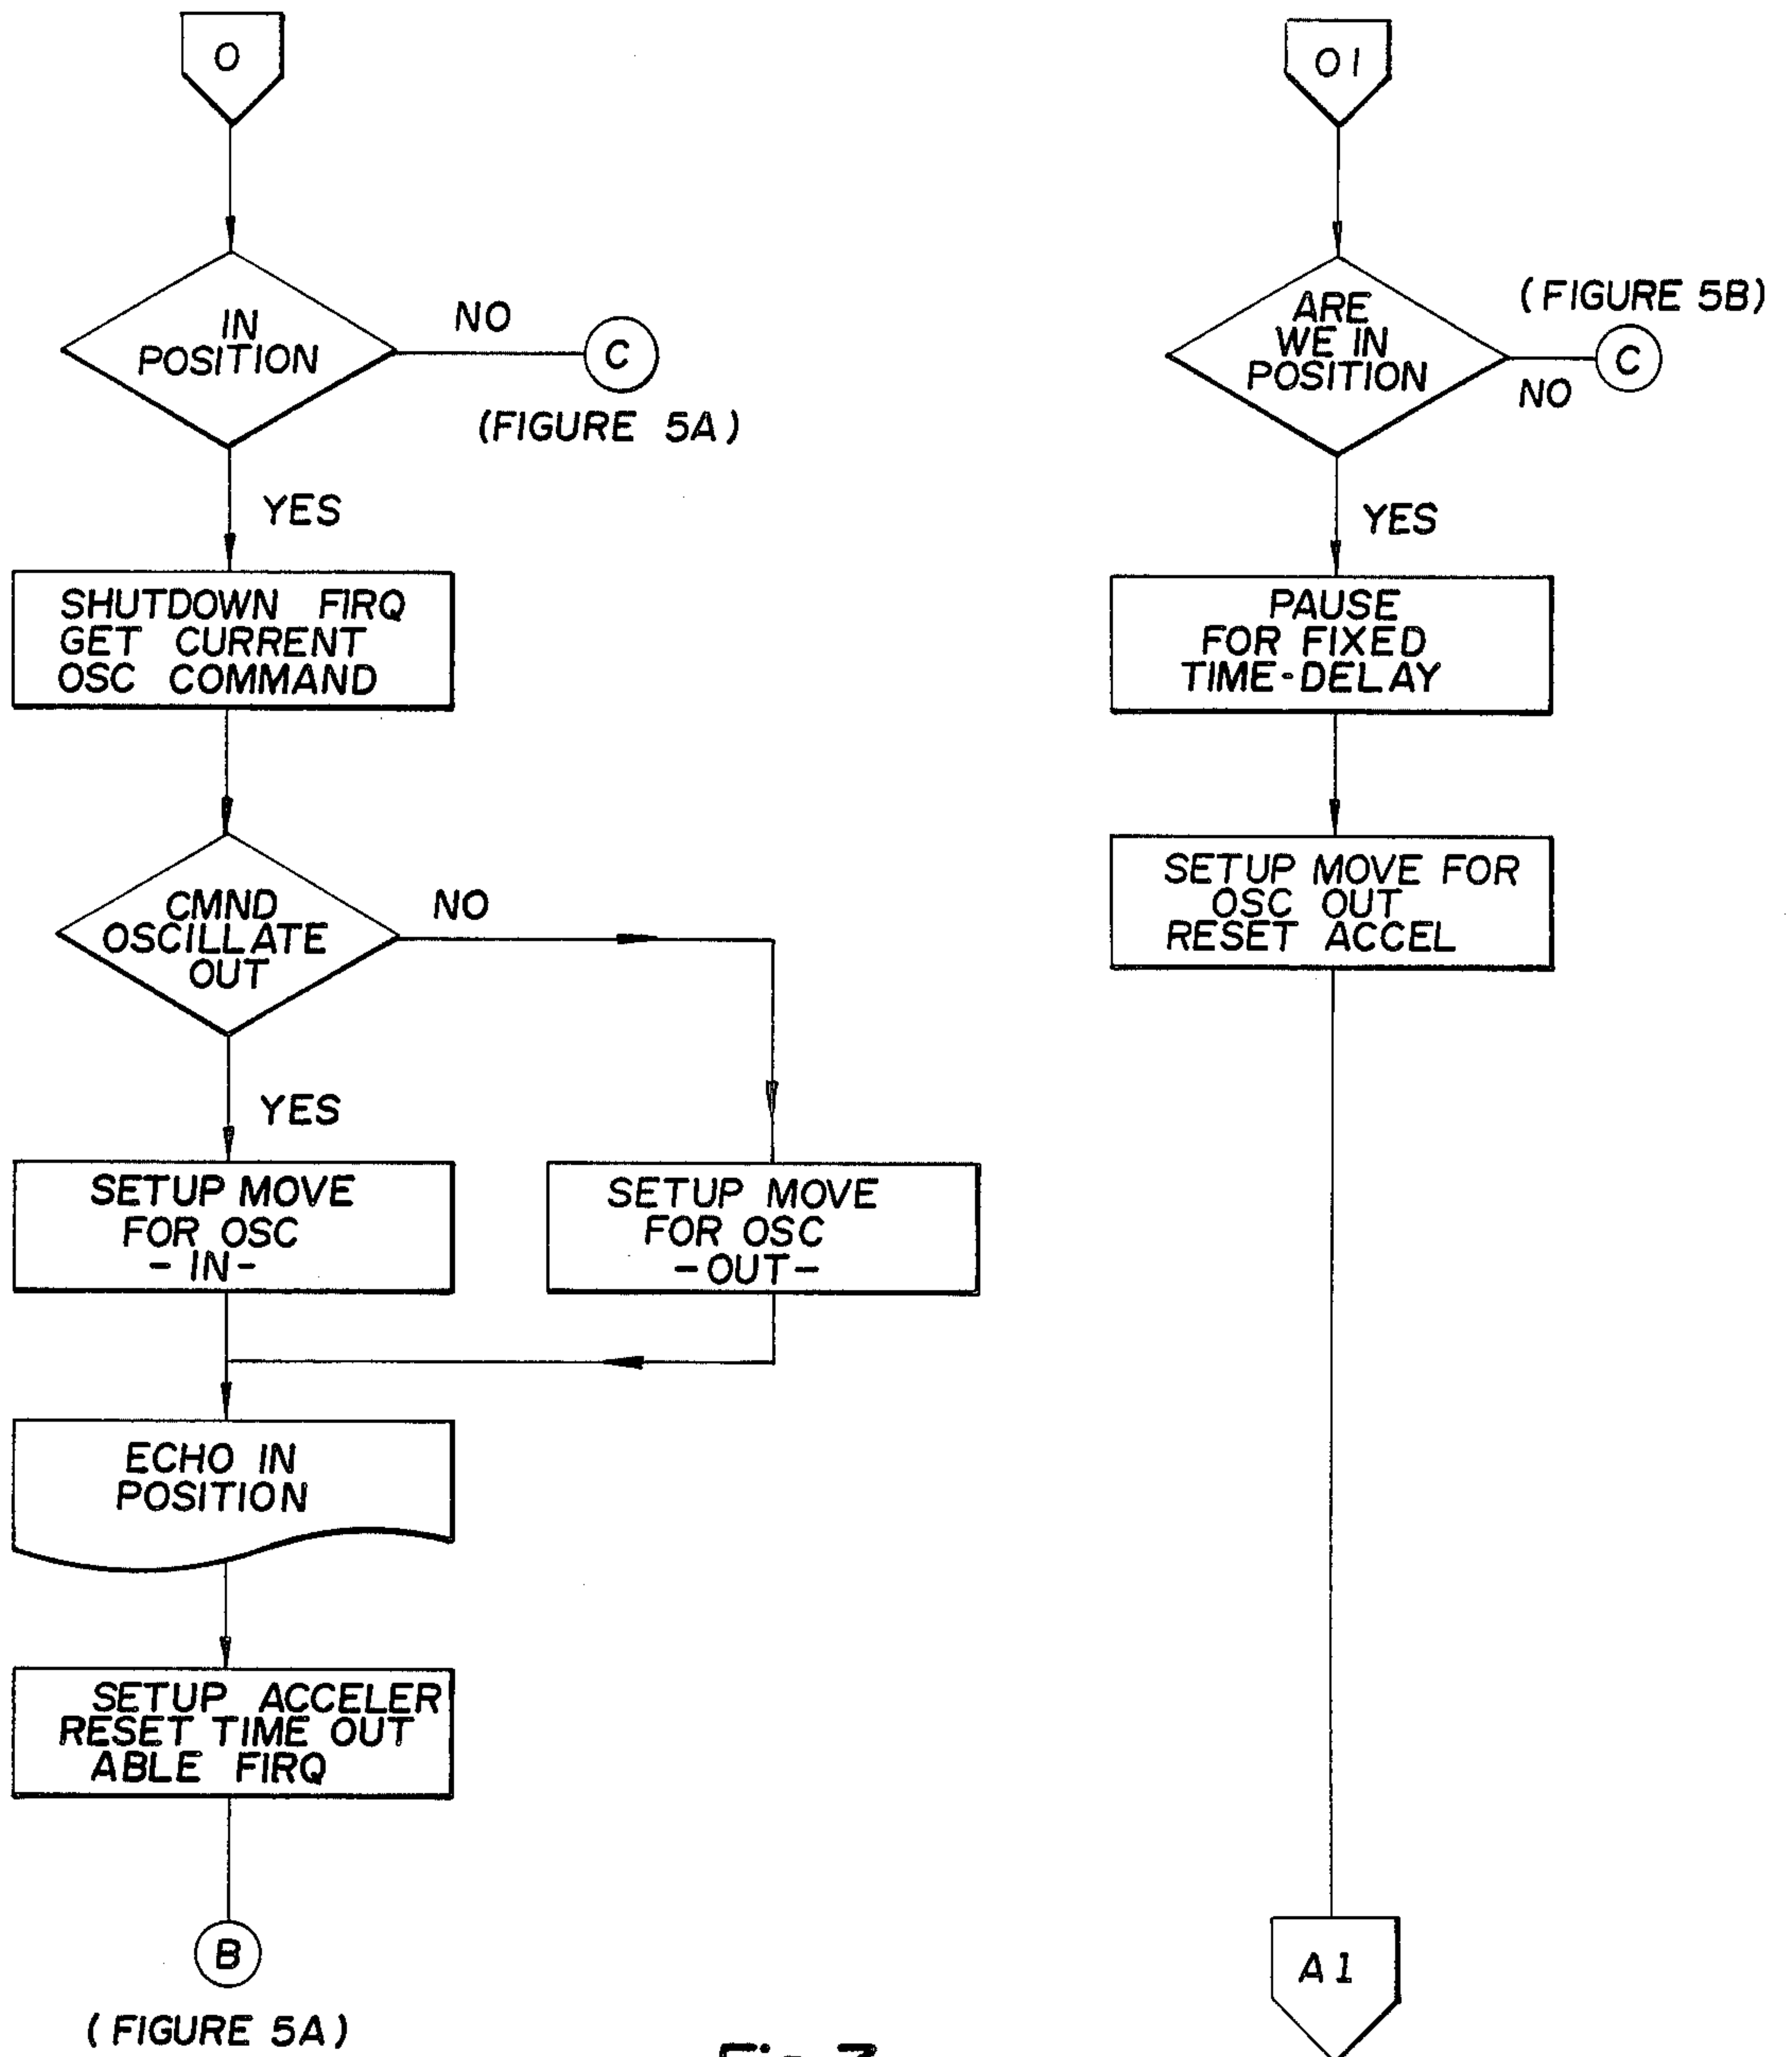 O
IN
POSITION
NO
C
(FIGURE 5A)
YES
SHUTDOWN FIRQ
GET CURRENT
OSC COMMAND
CMND
OSCILLATE
OUT
NO
YES
SETUP MOVE
FOR OSC
-IN-
SETUP MOVE
FOR OSC
-OUT-
ECHO IN
POSITION
SETUP ACCELER
RESET TIME OUT
ABLE FIRQ
B
(FIGURE 5A)
O1
ARE
WE IN
POSITION
(FIGURE 5B)
C
NO
YES
PAUSE
FOR FIXED
TIME-DELAY
SETUP MOVE FOR
OSC OUT
RESET ACCEL
A1